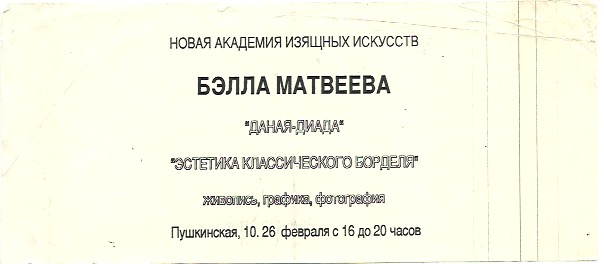 НОВАЯ АКАДЕМИЯ ИЗЯЩНЫХ ИСКУССТВ
БЭЛЛА МАТВЕЕВА
"ДАНАЯ-ДИАДА"
"ЭСТЕТИКА КЛАССИЧЕСКОГО БОРДЕЛЯ"
живопись, графика, фотография
Пушкинская, 10. 26 февраля с 16 до 20 часов